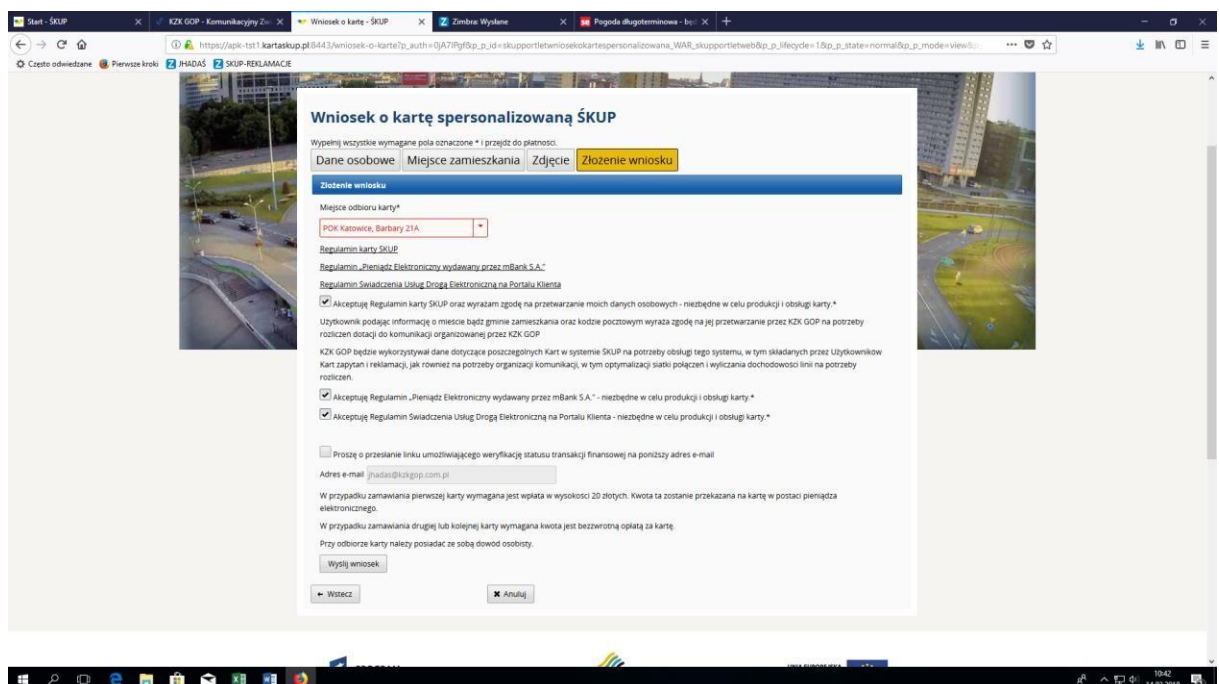 Start - ŚKUP
KZK GOP - Komunikacyjny Zwi
Wniosek o kartę - ŚKUP
Zimbra: Wysłane
Pogoda długoterminowa - bę
https://apk-tst1.kartaskup.pl:8443/wniosek-o-karte?p_auth=0jA7IPgf&p_p_id=skupportletwniosekokartespersonalizowana_WAR_skupportletweb&p_p_lifecycle=1&p_p_state=normal&p_p_mode=view
Często odwiedzane Pierwsze kroki JHADAŚ SKUP-REKLAMACJE
Wniosek o kartę spersonalizowaną ŚKUP
Wypełnij wszystkie wymagane pola oznaczone * i przejdź do płatności.
Dane osobowe Miejsce zamieszkania Zdjęcie Złożenie wniosku
Złożenie wniosku
Miejsce odbioru karty*
POK Katowice, Barbary 21A
Regulamin karty ŚKUP
Regulamin „Pieniądz Elektroniczny wydawany przez mBank S.A."
Regulamin Świadczenia Usług Drogą Elektroniczną na Portalu Klienta
Akceptuję Regulamin karty ŚKUP oraz wyrażam zgodę na przetwarzanie moich danych osobowych - niezbędne w celu produkcji i obsługi karty.*
Użytkownik podając informację o mieście bądź gminie zamieszkania oraz kodzie pocztowym wyraża zgodę na jej przetwarzanie przez KZK GOP na potrzeby
rozliczeń dotacji do komunikacji organizowanej przez KZK GOP
KZK GOP będzie wykorzystywał dane dotyczące poszczególnych Kart w systemie ŚKUP na potrzeby obsługi tego systemu, w tym składanych przez Użytkowników
Kart zapytań i reklamacji, jak również na potrzeby organizacji komunikacji, w tym optymalizacji siatki połączeń i wyliczania dochodowości linii na potrzeby
rozliczeń.
Akceptuję Regulamin „Pieniądz Elektroniczny wydawany przez mBank S.A." - niezbędne w celu produkcji i obsługi karty.*
Akceptuję Regulamin Świadczenia Usług Drogą Elektroniczną na Portalu Klienta - niezbędne w celu produkcji i obsługi karty.*
Proszę o przesłanie linku umożliwiającego weryfikację statusu transakcji finansowej na poniższy adres e-mail
Adres e-mail jhadas@kzkgop.com.pl
W przypadku zamawiania pierwszej karty wymagana jest wpłata w wysokości 20 złotych. Kwota ta zostanie przekazana na kartę w postaci pieniądza
elektronicznego.
W przypadku zamawiania drugiej lub kolejnej karty wymagana kwota jest bezzwrotną opłatą za kartę.
Przy odbiorze karty należy posiadać ze sobą dowód osobisty.
Wyślij wniosek
Wstecz Anuluj
10:42